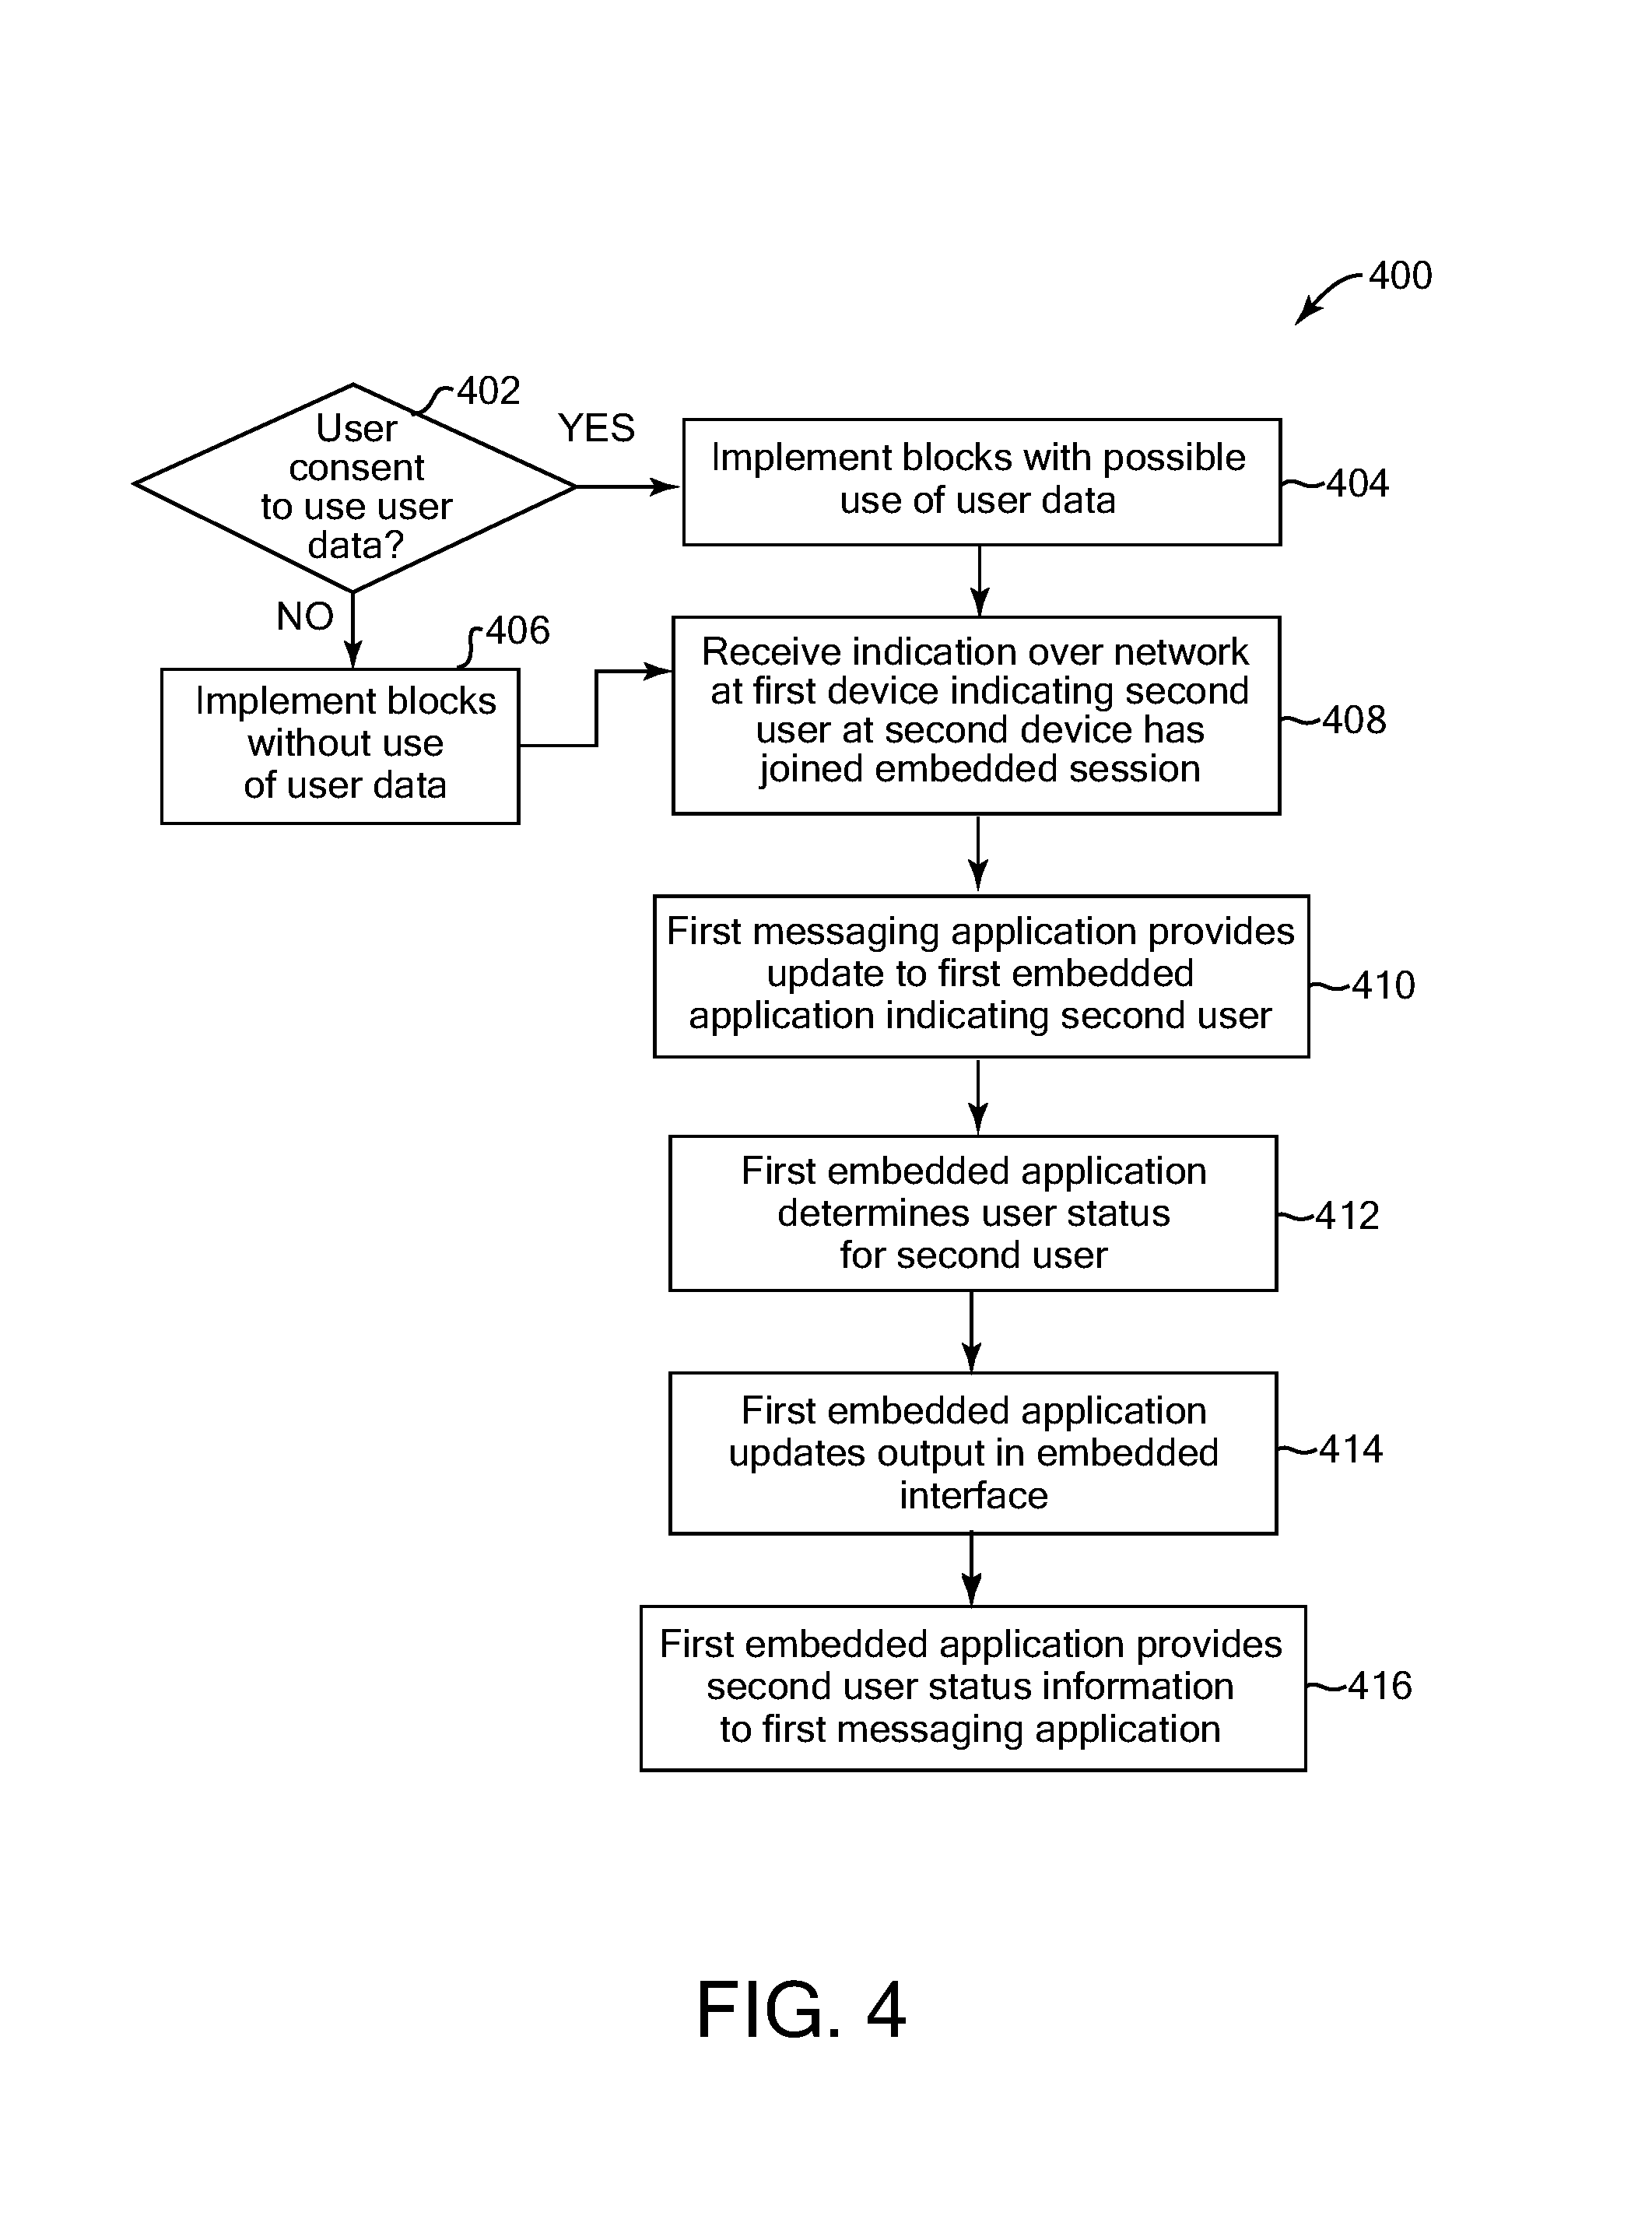 400
402
User
consent
to use user
data?
YES
NO
Implement blocks with possible
use of user data
404
406
Implement blocks
without use
of user data
Receive indication over network
at first device indicating second
user at second device has
joined embedded session
408
First messaging application provides
update to first embedded
application indicating second user
410
First embedded application
determines user status
for second user
412
First embedded application
updates output in embedded
interface
414
First embedded application provides
second user status information
to first messaging application
416
FIG. 4